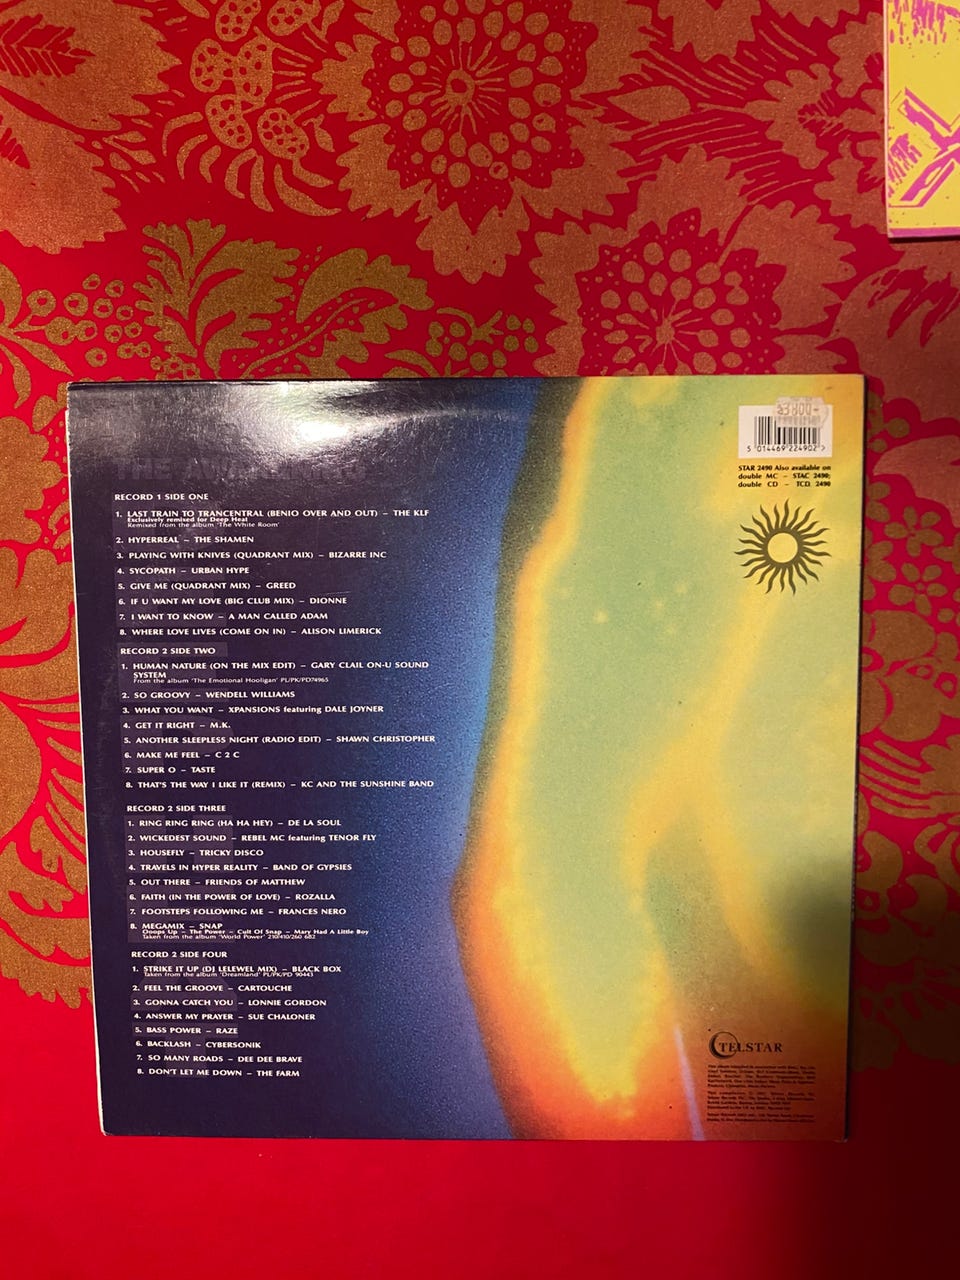 THE AWAKENING
RECORD 1 SIDE ONE
1. LAST TRAIN TO TRANCENTRAL (BENIO OVER AND OUT) – THE KLF
Exclusively remixed for Deep Heat
Remixed from the album 'The White Room'
2. HYPERREAL – THE SHAMEN
3. PLAYING WITH KNIVES (QUADRANT MIX) – BIZARRE INC
4. SYCOPATH – URBAN HYPE
5. GIVE ME (QUADRANT MIX) – GREED
6. IF U WANT MY LOVE (BIG CLUB MIX) – DIONNE
7. I WANT TO KNOW – A MAN CALLED ADAM
8. WHERE LOVE LIVES (COME ON IN) – ALISON LIMERICK
RECORD 2 SIDE TWO
1. HUMAN NATURE (ON THE MIX EDIT) – GARY CLAIL ON-U SOUND
SYSTEM
From the album 'The Emotional Hooligan' PL/PK/PD74965
2. SO GROOVY – WENDELL WILLIAMS
3. WHAT YOU WANT – XPANSIONS featuring DALE JOYNER
4. GET IT RIGHT – M.K.
5. ANOTHER SLEEPLESS NIGHT (RADIO EDIT) – SHAWN CHRISTOPHER
6. MAKE ME FEEL – C 2 C
7. SUPER O – TASTE
8. THAT'S THE WAY I LIKE IT (REMIX) – KC AND THE SUNSHINE BAND
RECORD 2 SIDE THREE
1. RING RING RING (HA HA HEY) – DE LA SOUL
2. WICKEDEST SOUND – REBEL MC featuring TENOR FLY
3. HOUSEFLY – TRICKY DISCO
4. TRAVELS IN HYPER REALITY – BAND OF GYPSIES
5. OUT THERE – FRIENDS OF MATTHEW
6. FAITH (IN THE POWER OF LOVE) – ROZALLA
7. FOOTSTEPS FOLLOWING ME – FRANCES NERO
8. MEGAMIX – SNAP
Ooops Up – The Power – Cult Of Snap – Mary Had A Little Boy
Taken from the album 'World Power' 210/410/260 682
RECORD 2 SIDE FOUR
1. STRIKE IT UP (DJ LELEWEL MIX) – BLACK BOX
Taken from the album 'Dreamland' PL/PK/PD 90443
2. FEEL THE GROOVE – CARTOUCHE
3. GONNA CATCH YOU – LONNIE GORDON
4. ANSWER MY PRAYER – SUE CHALONER
5. BASS POWER – RAZE
6. BACKLASH – CYBERSONIK
7. SO MANY ROADS – DEE DEE BRAVE
8. DON'T LET ME DOWN – THE FARM
5 014469 224902 >
STAR 2490 Also available on
double MC – STAC 2490;
double CD – TCD 2490
TELSTAR